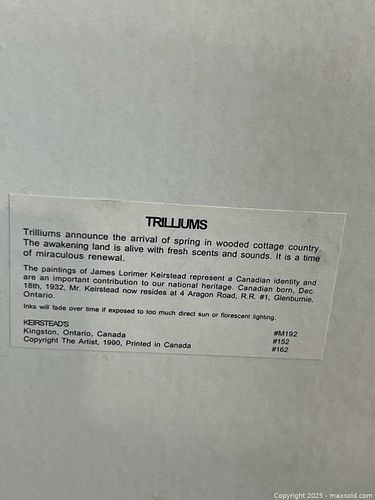 TRILLIUMS
Trilliums announce the arrival of spring in wooded cottage country.
The awakening land is alive with fresh scents and sounds. It is a time
of miraculous renewal.
The paintings of James Lorimer Keirstead represent a Canadian identity and
are an important contribution to our national heritage. Canadian born, Dec.
18th, 1932, Mr. Keirstead now resides at 4 Aragon Road, R.R. #1, Glenburnie,
Ontario.
Inks will fade over time if exposed to too much direct sun or florescent lighting.
KEIRSTEAD'S
Kingston, Ontario, Canada #M192
Copyright The Artist, 1990, Printed in Canada #152
#162
Copyright 2025 - maxsold.com